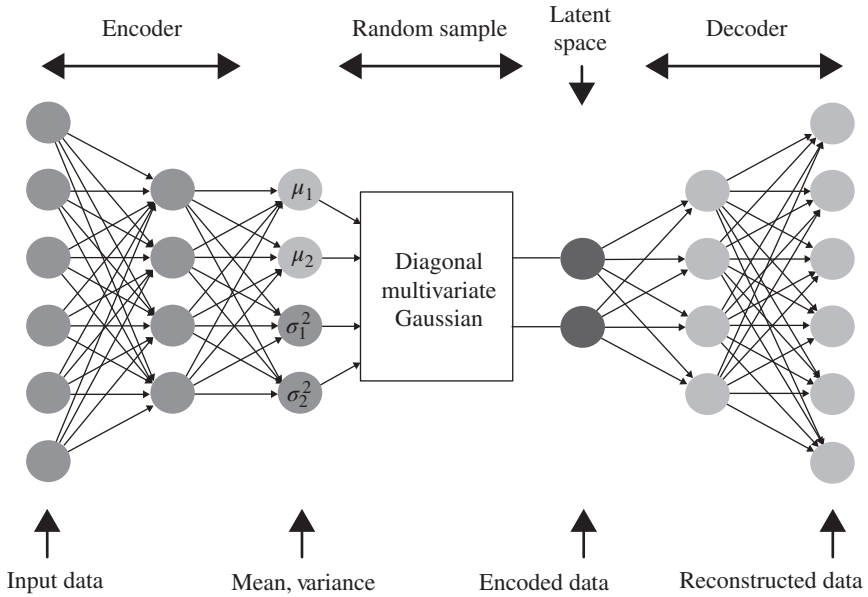 Encoder
Random sample
Latent
space
Decoder
μ1
μ2
σ1²
σ2²
Diagonal
multivariate
Gaussian
Input data
Mean, variance
Encoded data
Reconstructed data